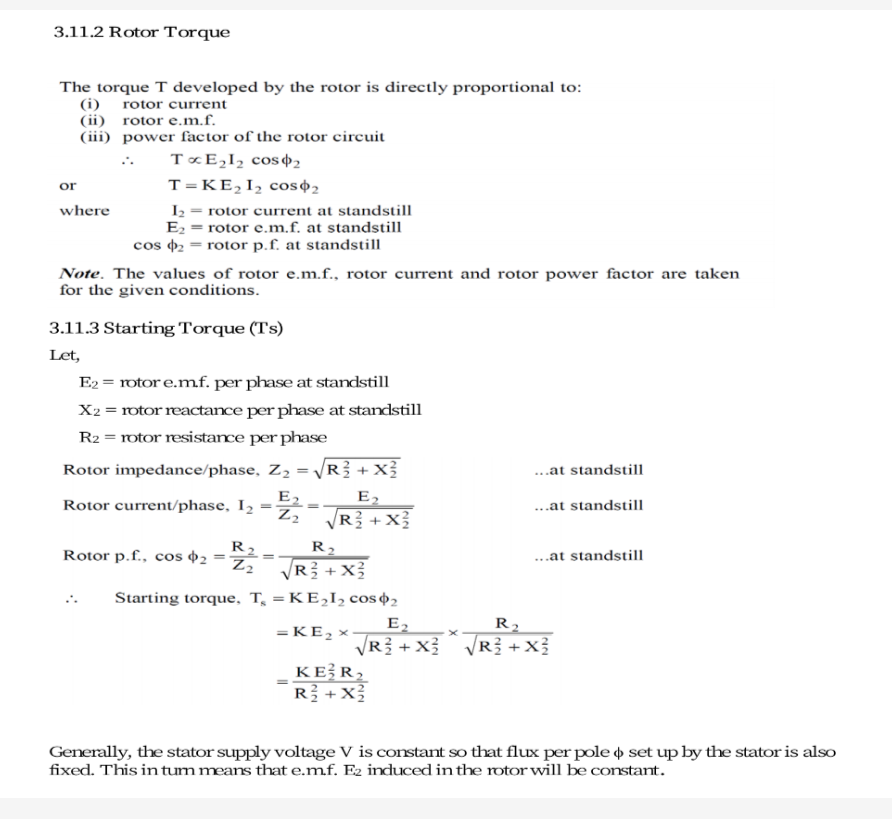 3.11.2 Rotor Torque
The torque T developed by the rotor is directly proportional to:
(i) rotor current
(ii) rotor e.m.f.
(iii) power factor of the rotor circuit
∴ T ∝ E₂I₂ cosϕ₂
or T = K E₂ I₂ cosϕ₂
where I₂ = rotor current at standstill
E₂ = rotor e.m.f. at standstill
cos ϕ₂ = rotor p.f. at standstill
Note. The values of rotor e.m.f., rotor current and rotor power factor are taken
for the given conditions.
3.11.3 Starting Torque (Ts)
Let,
E₂ = rotor e.m.f. per phase at standstill
X₂ = rotor reactance per phase at standstill
R₂ = rotor resistance per phase
Rotor impedance/phase, Z₂ = √(R₂² + X₂²) ...at standstill
Rotor current/phase, I₂ = E₂/Z₂ = E₂/√(R₂² + X₂²) ...at standstill
Rotor p.f., cos ϕ₂ = R₂/Z₂ = R₂/√(R₂² + X₂²) ...at standstill
∴ Starting torque, Tₛ = K E₂I₂ cosϕ₂
= K E₂ × E₂/√(R₂² + X₂²) × R₂/√(R₂² + X₂²)
= K E₂² R₂/(R₂² + X₂²)
Generally, the stator supply voltage V is constant so that flux per pole ϕ set up by the stator is also
fixed. This in turn means that e.m.f. E₂ induced in the rotor will be constant.